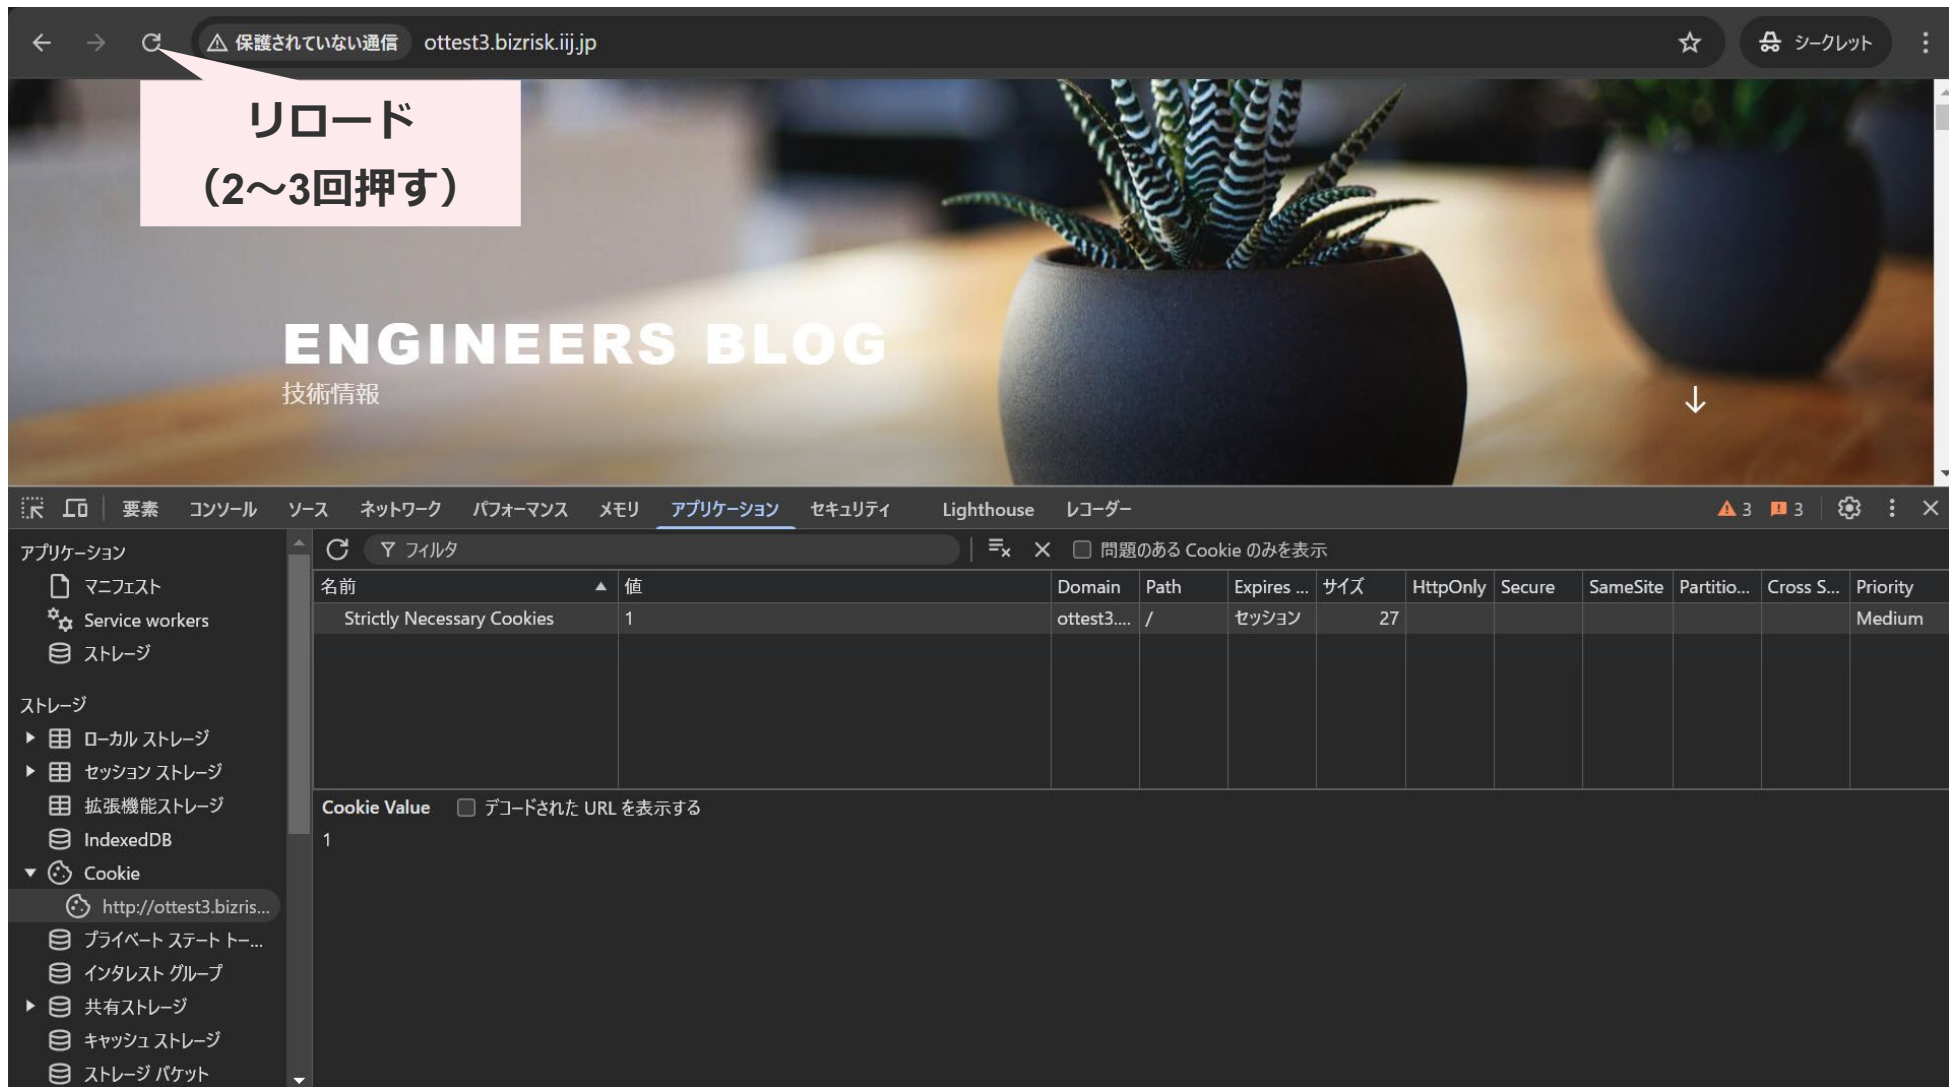 保護されていない通信 ottest3.bizrisk.iij.jp シークレット
リロード
（2～3回押す）
ENGINEERS BLOG
技術情報
要素 コンソール ソース ネットワーク パフォーマンス メモリ アプリケーション セキュリティ Lighthouse レコーダー 3 3
アプリケーション
マニフェスト
Service workers
ストレージ
ストレージ
ローカル ストレージ
セッション ストレージ
拡張機能ストレージ
IndexedDB
Cookie
http://ottest3.bizris...
プライベート ステート トー...
インタレスト グループ
共有ストレージ
キャッシュ ストレージ
ストレージ バケット
フィルタ 問題のある Cookie のみを表示
名前 値 Domain Path Expires ... サイズ HttpOnly Secure SameSite Partitio... Cross S... Priority
Strictly Necessary Cookies 1 ottest3.... / セッション 27 Medium
Cookie Value デコードされた URL を表示する
1